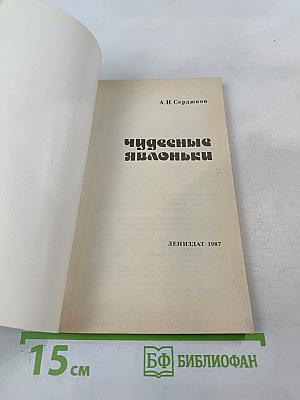 А.Н. Сердюков
чудесные
яблоньки
ЛЕНИЗДАТ·1987
15 см
БФ БИБЛИОФАН